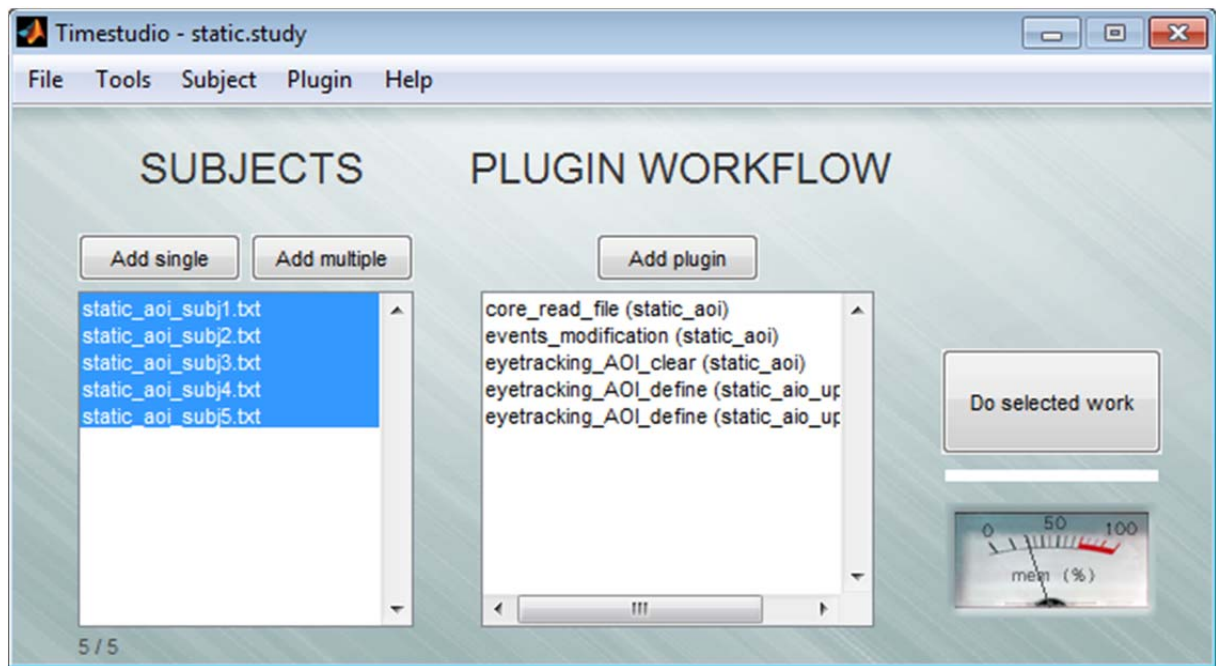 Timestudio - static.study
File Tools Subject Plugin Help
SUBJECTS PLUGIN WORKFLOW
Add single Add multiple Add plugin
static_aoi_subj1.txt
static_aoi_subj2.txt
static_aoi_subj3.txt
static_aoi_subj4.txt
static_aoi_subj5.txt
core_read_file (static_aoi)
events_modification (static_aoi)
eyetracking_AOI_clear (static_aoi)
eyetracking_AOI_define (static_aio_up
eyetracking_AOI_define (static_aio_up
Do selected work
0 50 100
mem (%)
5 / 5